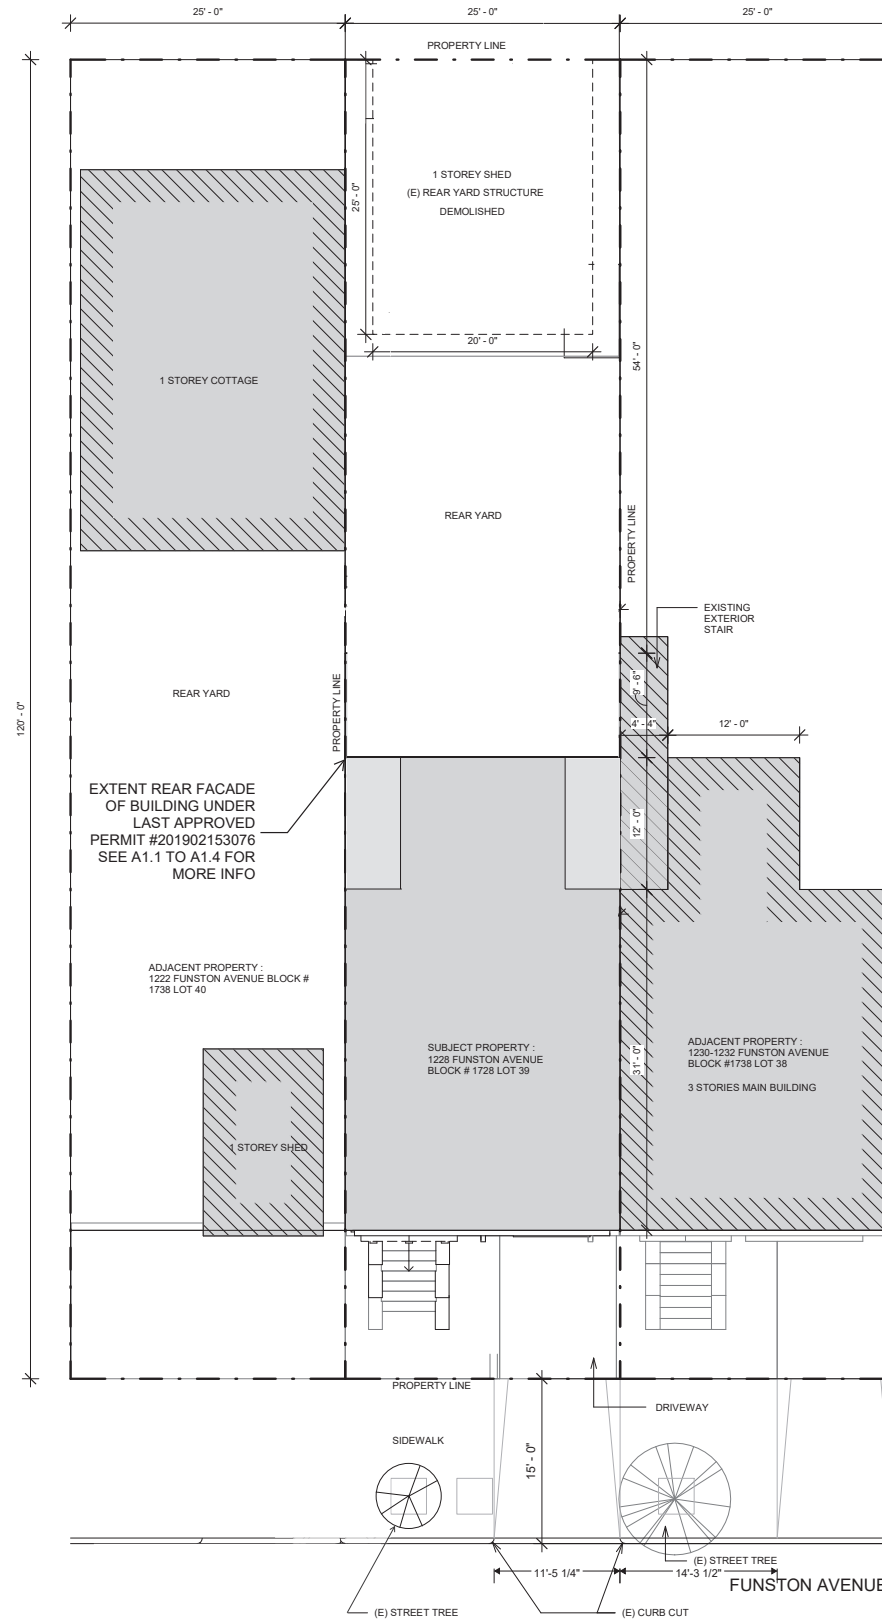 25' - 0"
25' - 0"
25' - 0"
PROPERTY LINE
1 STOREY SHED
(E) REAR YARD STRUCTURE
DEMOLISHED
25' - 0"
20' - 0"
54' - 0"
1 STOREY COTTAGE
REAR YARD
PROPERTY LINE
EXISTING
EXTERIOR
STAIR
9' - 6"
4' - 4"
12' - 0"
REAR YARD
PROPERTY LINE
120' - 0"
EXTENT REAR FACADE
OF BUILDING UNDER
LAST APPROVED
PERMIT #201902153076
SEE A1.1 TO A1.4 FOR
MORE INFO
12' - 0"
ADJACENT PROPERTY :
1222 FUNSTON AVENUE BLOCK #
1738 LOT 40
SUBJECT PROPERTY :
1228 FUNSTON AVENUE
BLOCK # 1728 LOT 39
31' - 0"
ADJACENT PROPERTY :
1230-1232 FUNSTON AVENUE
BLOCK #1738 LOT 38
3 STORIES MAIN BUILDING
1 STOREY SHED
PROPERTY LINE
DRIVEWAY
SIDEWALK
15' - 0"
(E) STREET TREE
11'-5 1/4"
14'-3 1/2"
FUNSTON AVENUE
(E) STREET TREE
(E) CURB CUT